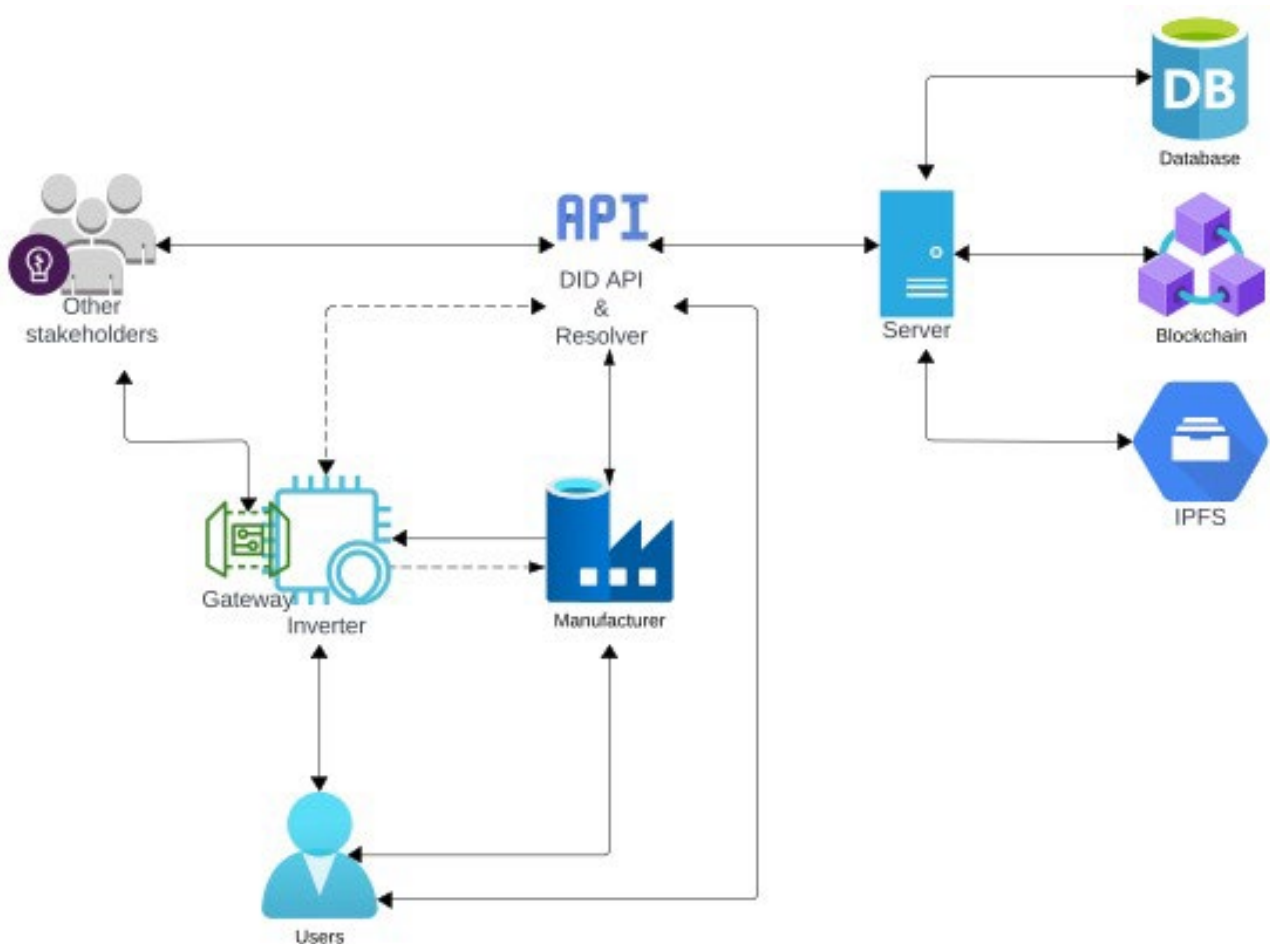 DB
Database
API
DID API
&
Resolver
Other
stakeholders
Server
Blockchain
IPFS
Gateway
Inverter
Manufacturer
Users